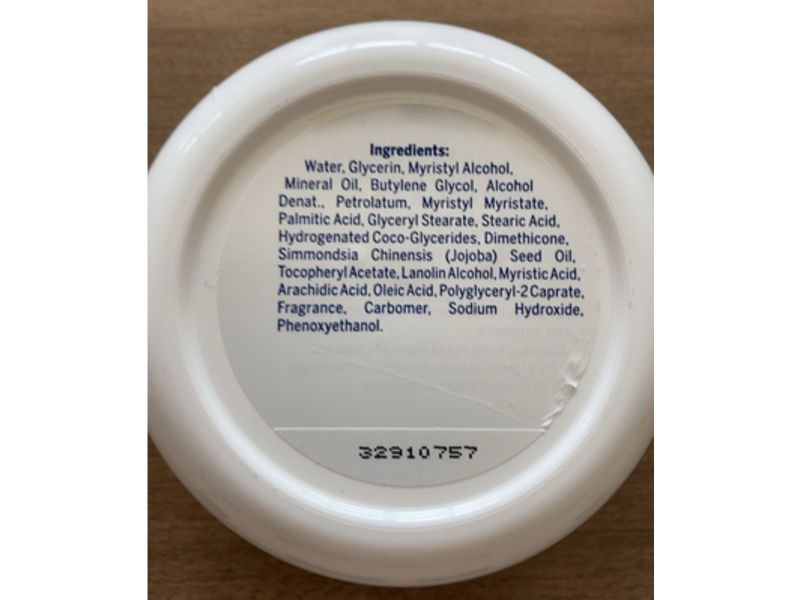 Ingredients:
Water, Glycerin, Myristyl Alcohol,
Mineral Oil, Butylene Glycol, Alcohol
Denat., Petrolatum, Myristyl Myristate,
Palmitic Acid, Glyceryl Stearate, Stearic Acid,
Hydrogenated Coco-Glycerides, Dimethicone,
Simmondsia Chinensis (Jojoba) Seed Oil,
Tocopheryl Acetate, Lanolin Alcohol, Myristic Acid,
Arachidic Acid, Oleic Acid, Polyglyceryl-2 Caprate,
Fragrance, Carbomer, Sodium Hydroxide,
Phenoxyethanol.
32910757